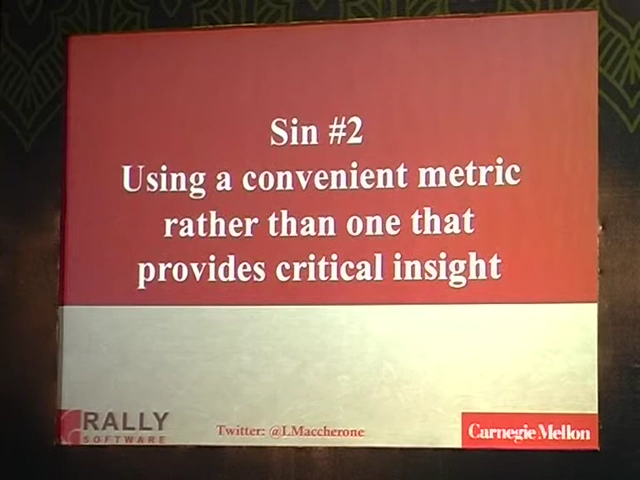 Sin #2
Using a convenient metric
rather than one that
provides critical insight
RALLY
SOFTWARE
Twitter: @LMaccherone
Carnegie Mellon